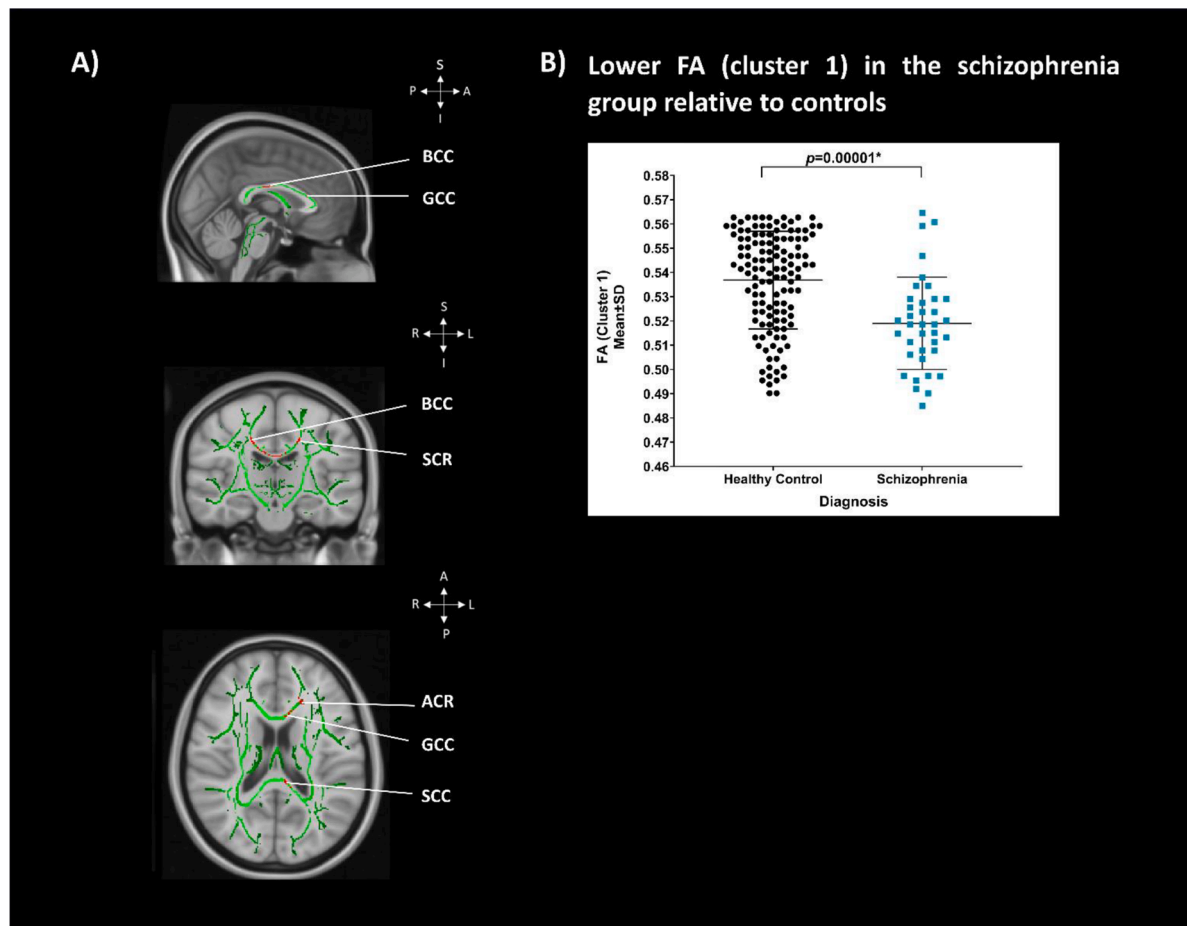 A)
S
P A
I
BCC
GCC
S
R L
I
BCC
SCR
A
R L
P
ACR
GCC
SCC
B) Lower FA (cluster 1) in the schizophrenia
group relative to controls
p=0.00001*
FA (Cluster 1)
Mean±SD
0.58
0.57
0.56
0.55
0.54
0.53
0.52
0.51
0.50
0.49
0.48
0.47
0.46
Healthy Control Schizophrenia
Diagnosis